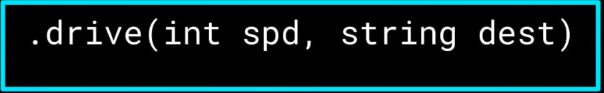 .drive(int spd, string dest)